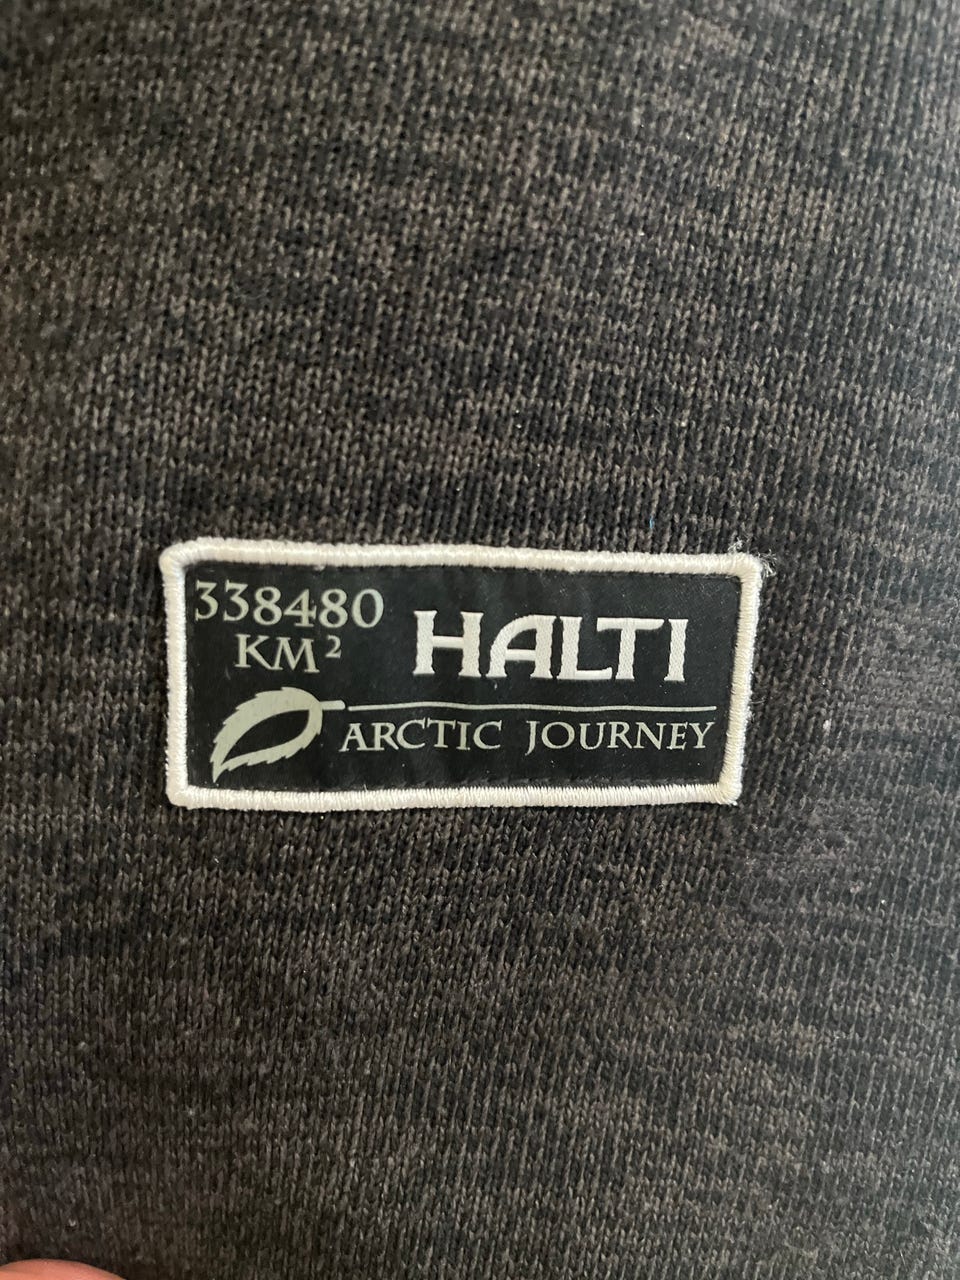 338480
KM²
HALTI
ARCTIC JOURNEY